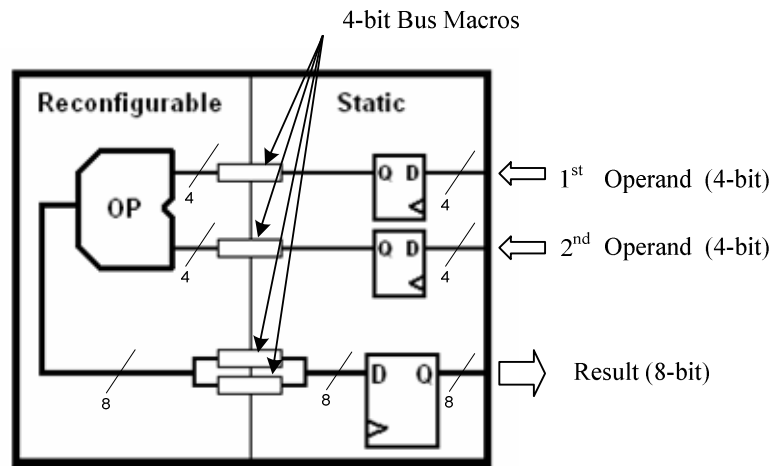 4-bit Bus Macros
Reconfigurable
Static
OP
4
Q D
4
1st Operand (4-bit)
4
Q D
4
2nd Operand (4-bit)
8
8
D Q
8
Result (8-bit)